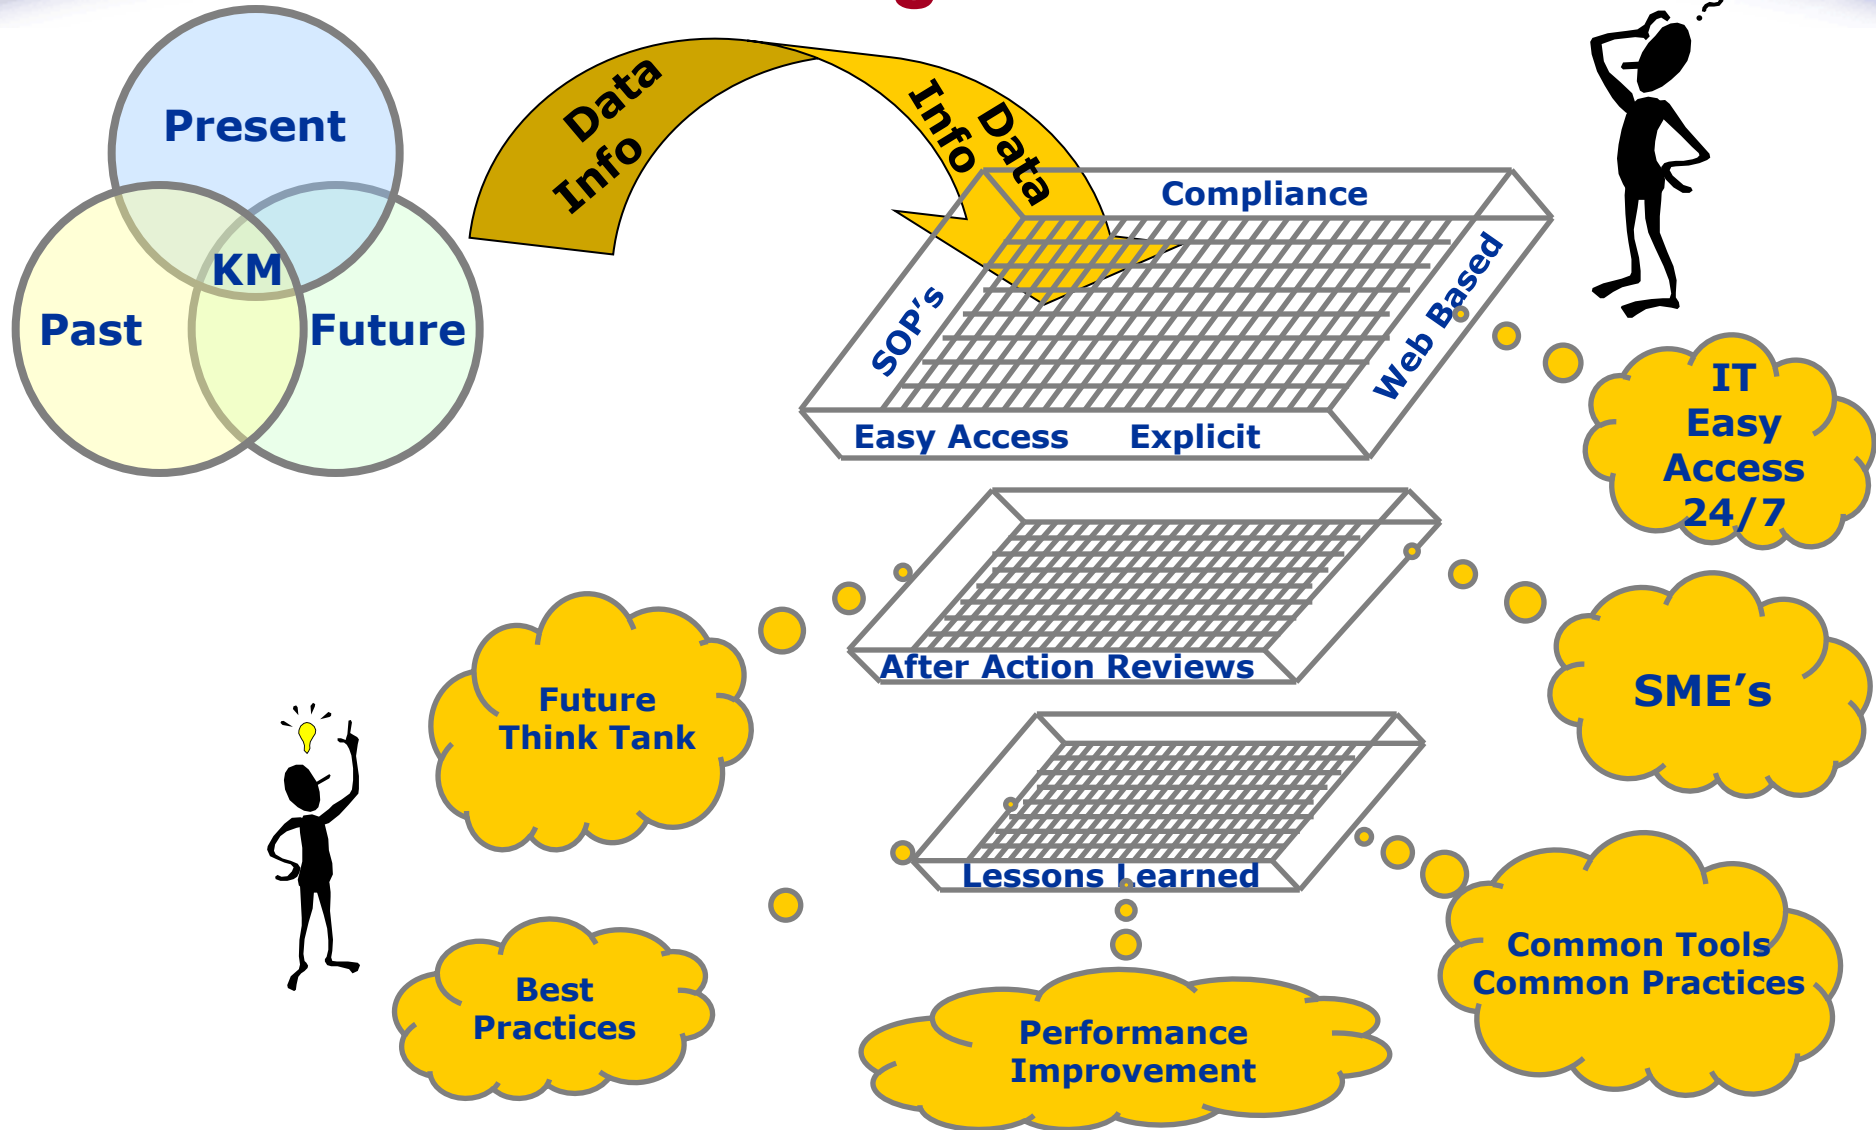 Present
Past
KM
Future
Data
Info
Data
Info
Compliance
SOP's
Web Based
Easy Access
Explicit
IT
Easy
Access
24/7
After Action Reviews
SME’s
Future
Think Tank
Lessons Learned
Best
Practices
Performance
Improvement
Common Tools
Common Practices